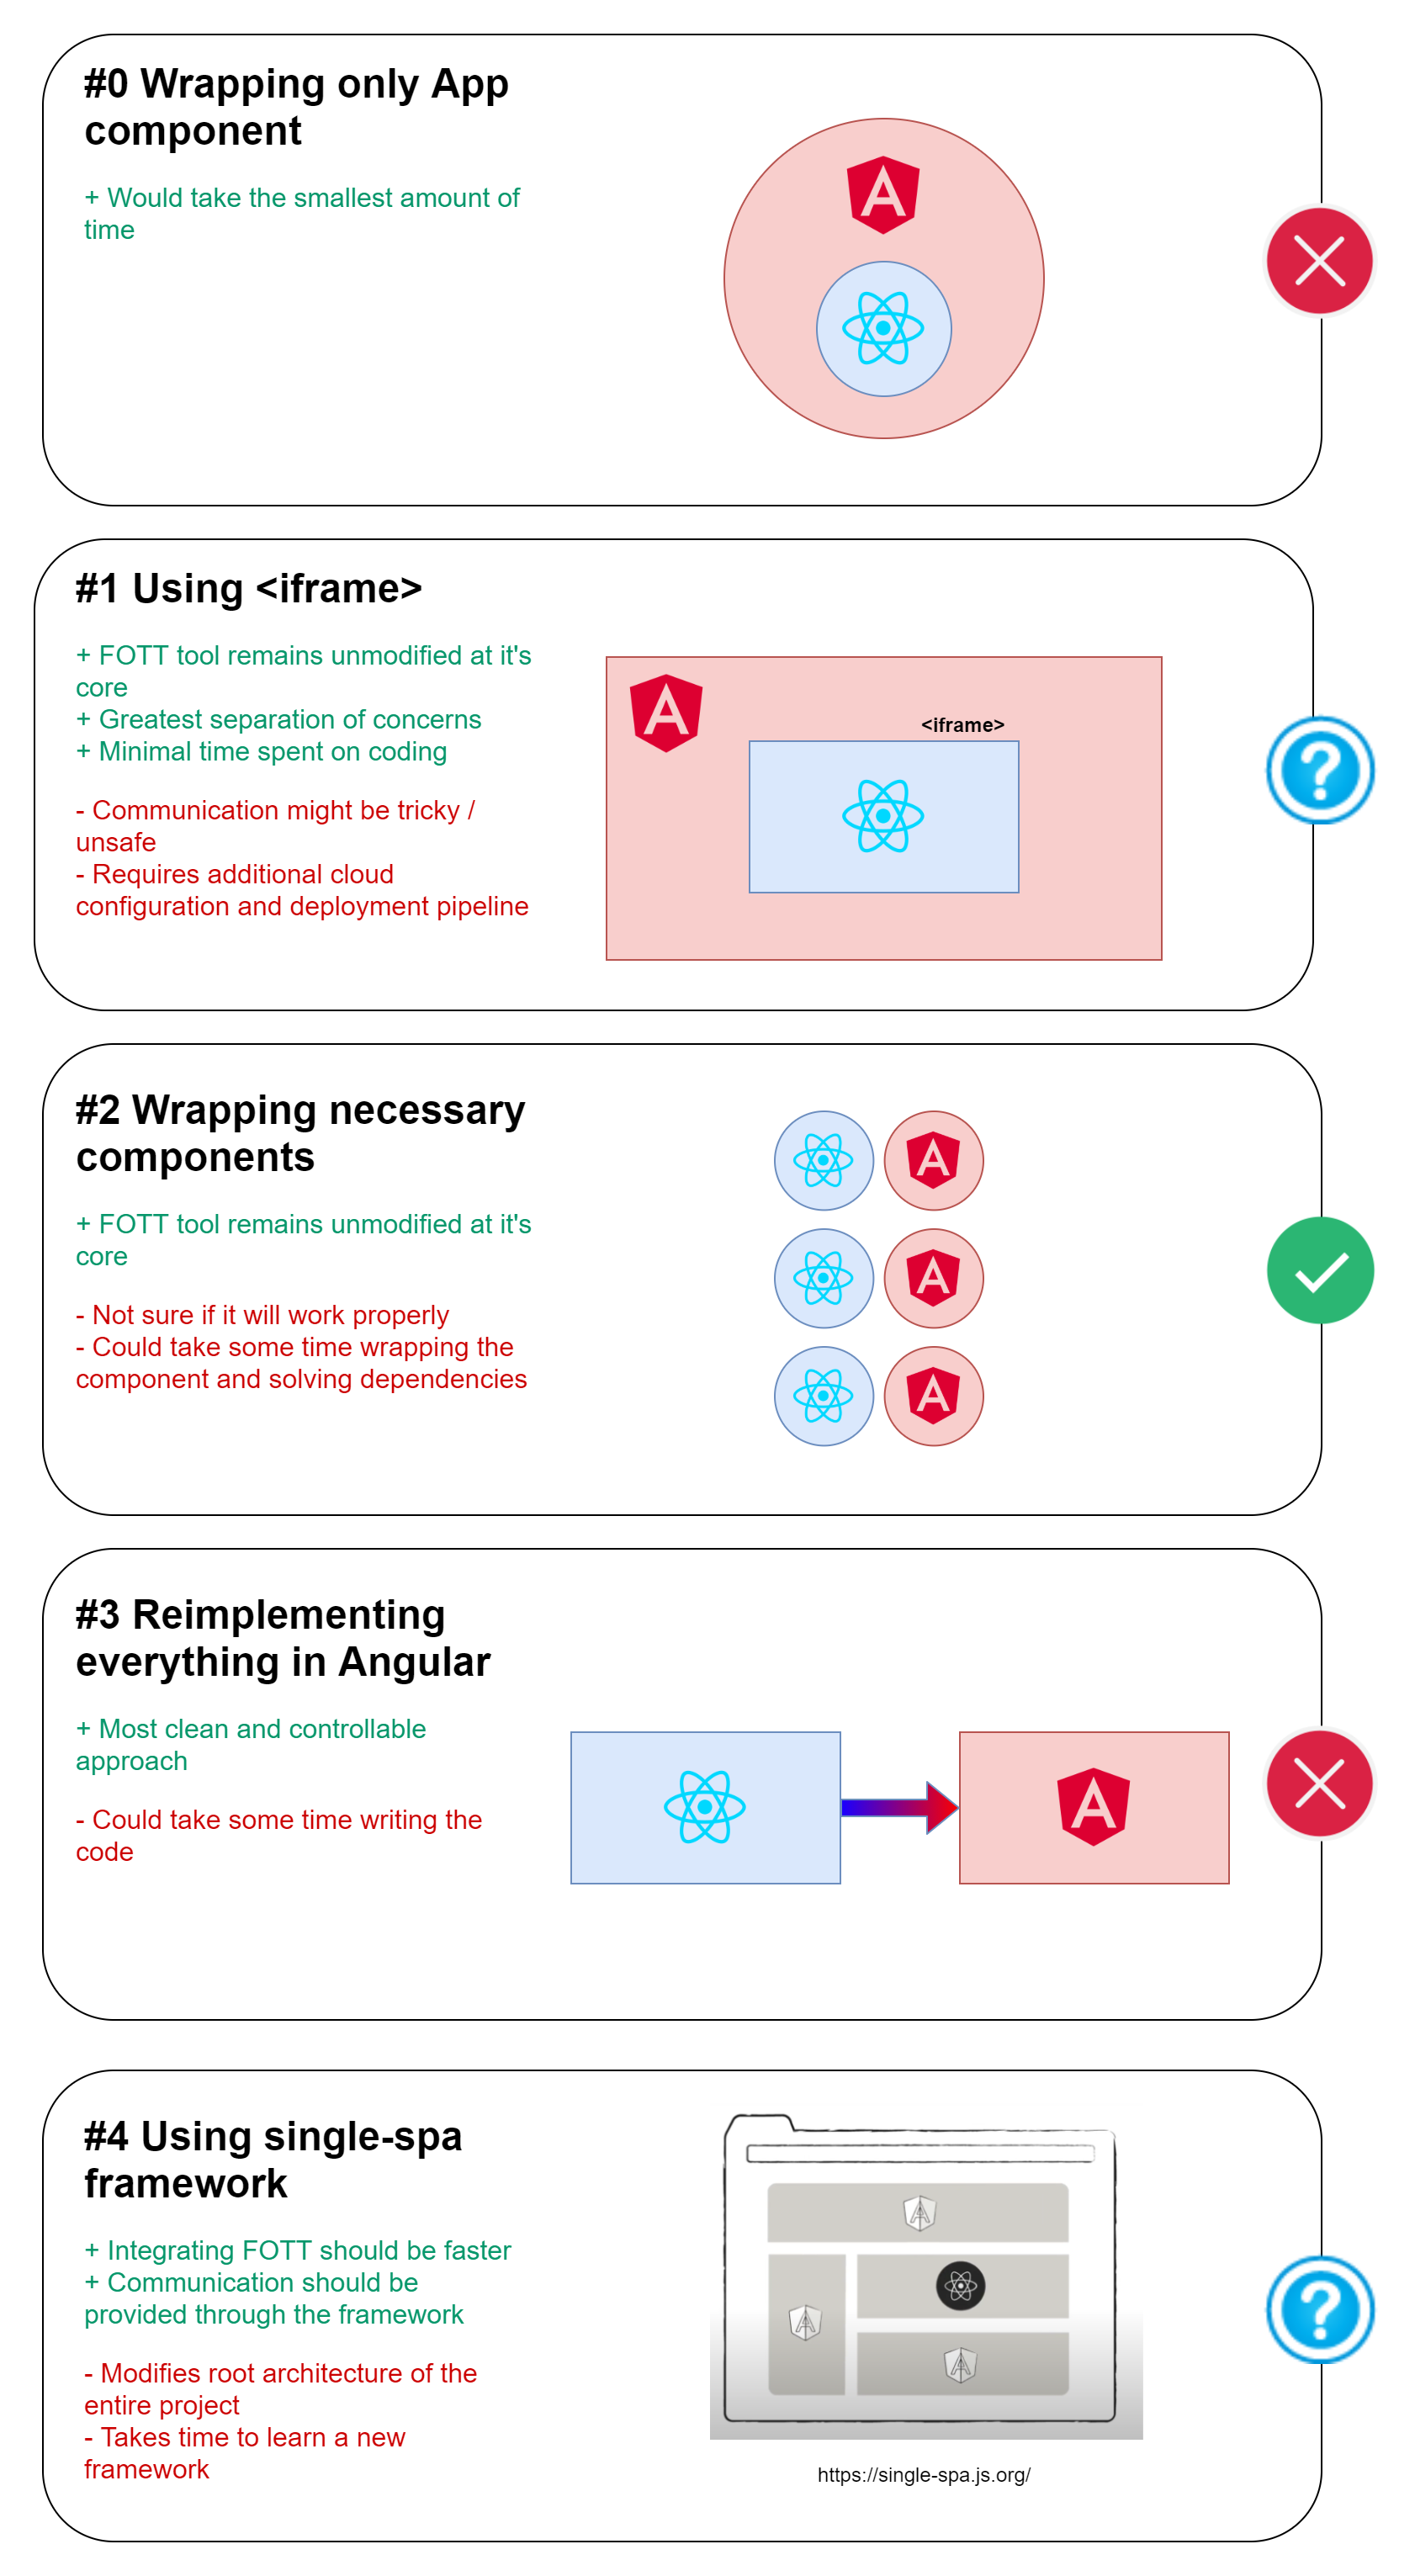 #0 Wrapping only App
component
+ Would take the smallest amount of
time
#1 Using <iframe>
+ FOTT tool remains unmodified at it's
core
+ Greatest separation of concerns
+ Minimal time spent on coding
- Communication might be tricky /
unsafe
- Requires additional cloud
configuration and deployment pipeline
<iframe>
#2 Wrapping necessary
components
+ FOTT tool remains unmodified at it's
core
- Not sure if it will work properly
- Could take some time wrapping the
component and solving dependencies
#3 Reimplementing
everything in Angular
+ Most clean and controllable
approach
- Could take some time writing the
code
#4 Using single-spa
framework
+ Integrating FOTT should be faster
+ Communication should be
provided through the framework
- Modifies root architecture of the
entire project
- Takes time to learn a new
framework
https://single-spa.js.org/